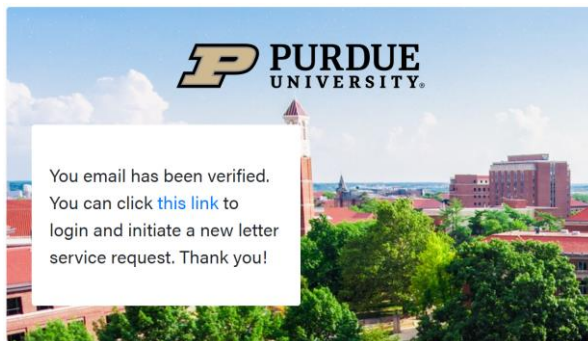 PURDUE
UNIVERSITY®
You email has been verified.
You can click this link to
login and initiate a new letter
service request. Thank you!